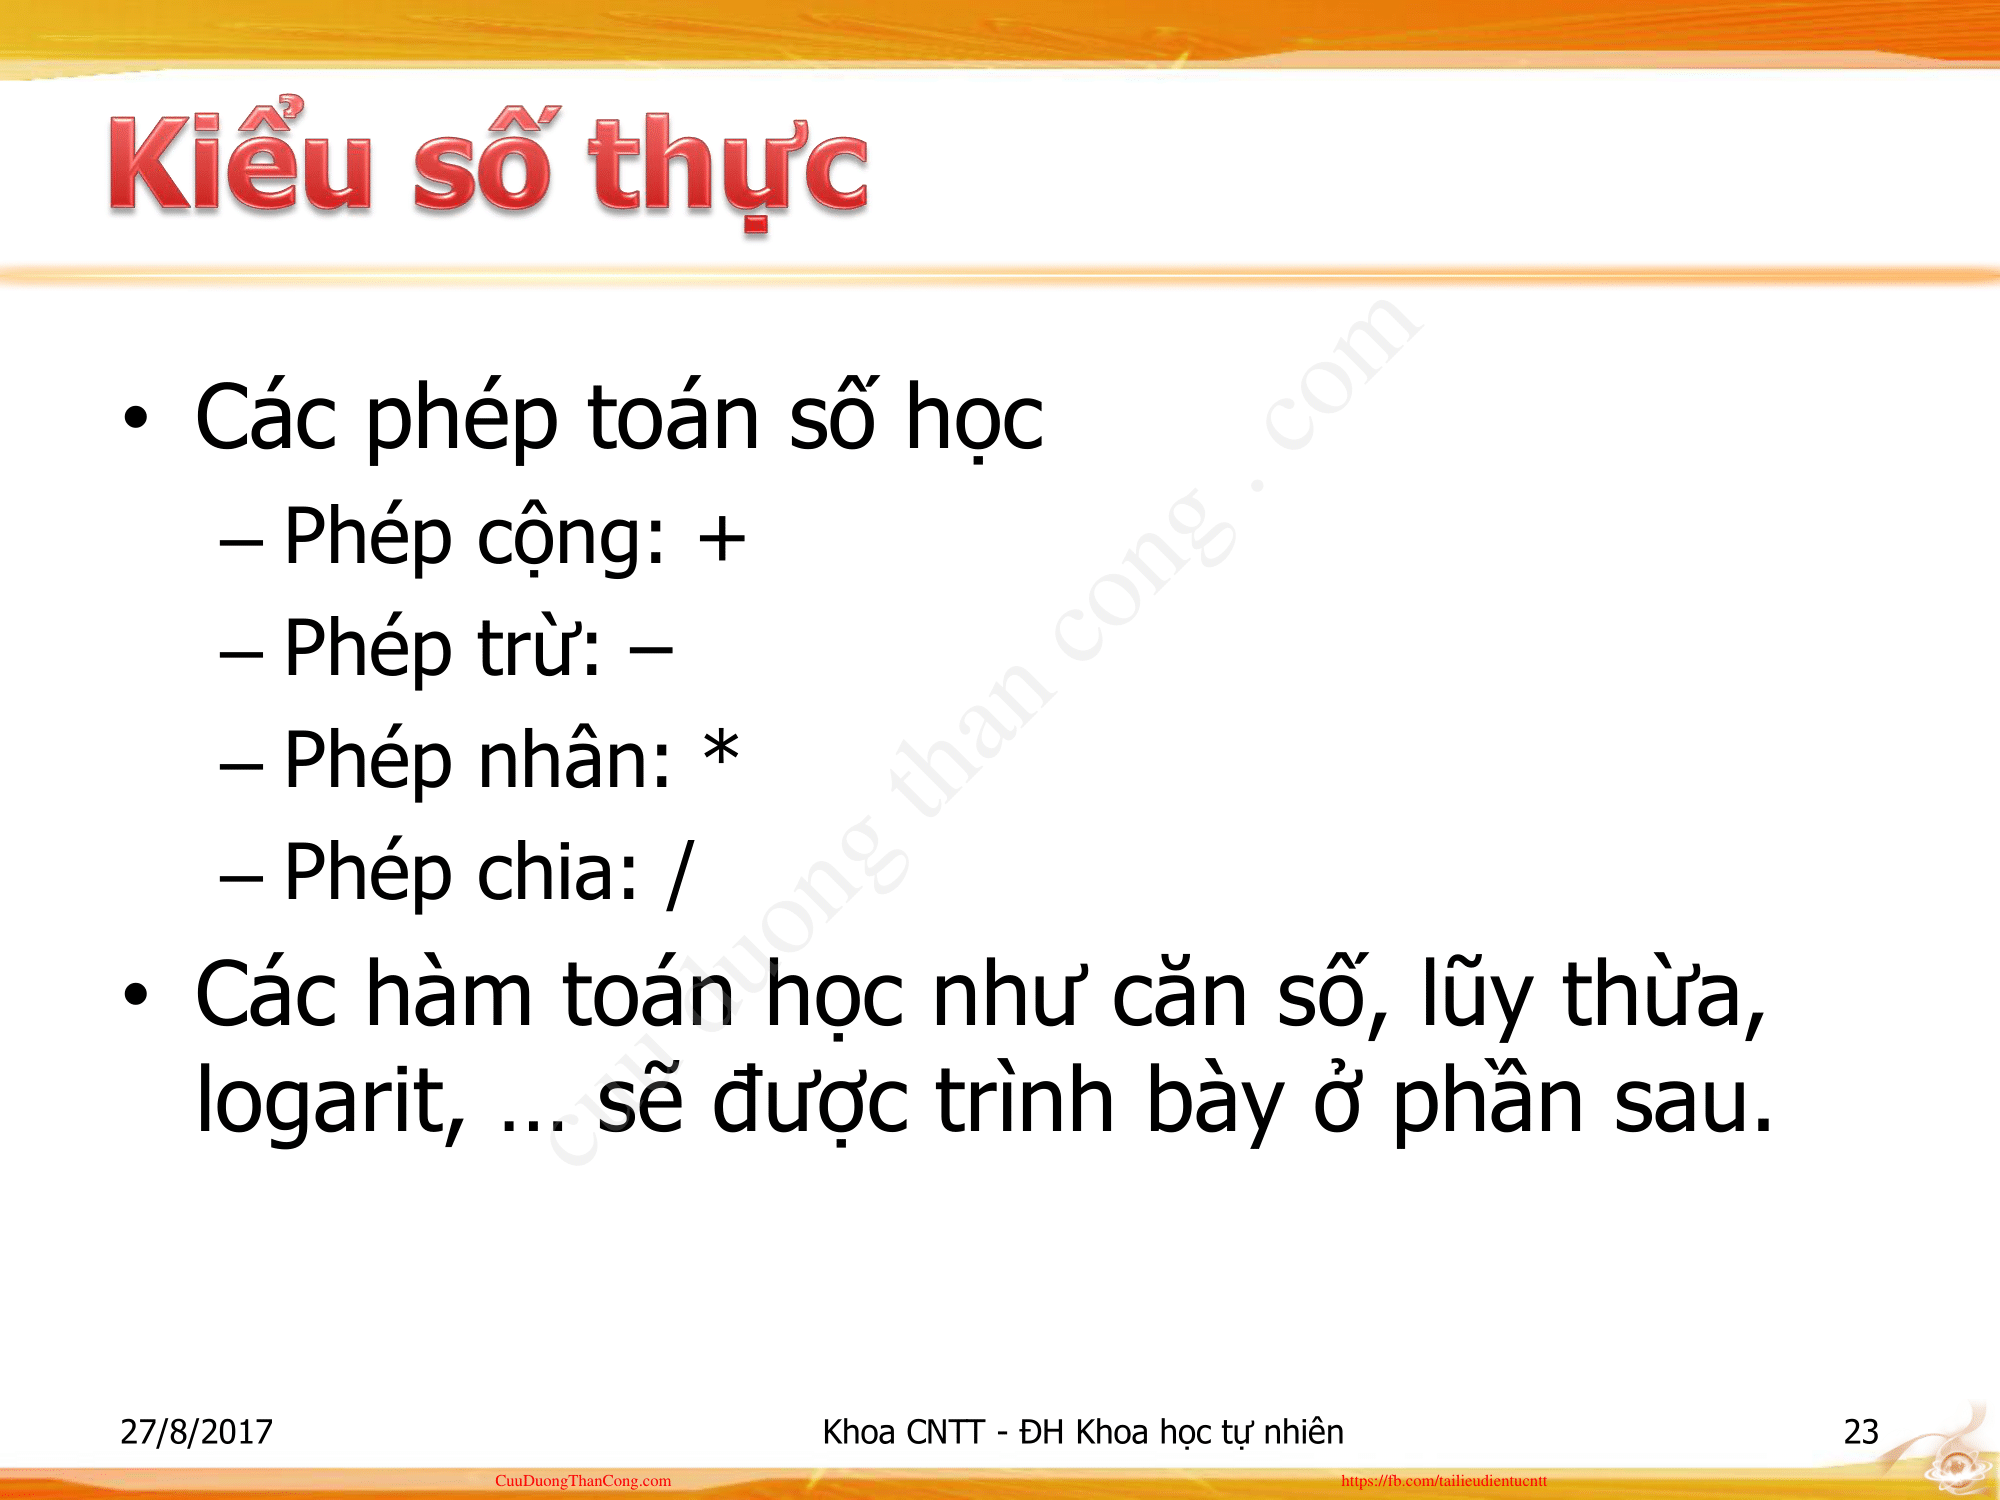 Kiểu số thực
• Các phép toán số học
– Phép cộng: +
– Phép trừ: –
– Phép nhân: *
– Phép chia: /
• Các hàm toán học như căn số, lũy thừa,
logarit, … sẽ được trình bày ở phần sau.
cuu duong than cong . com
27/8/2017
Khoa CNTT - ĐH Khoa học tự nhiên
23
CuuDuongThanCong.com
https://fb.com/tailieudientucntt